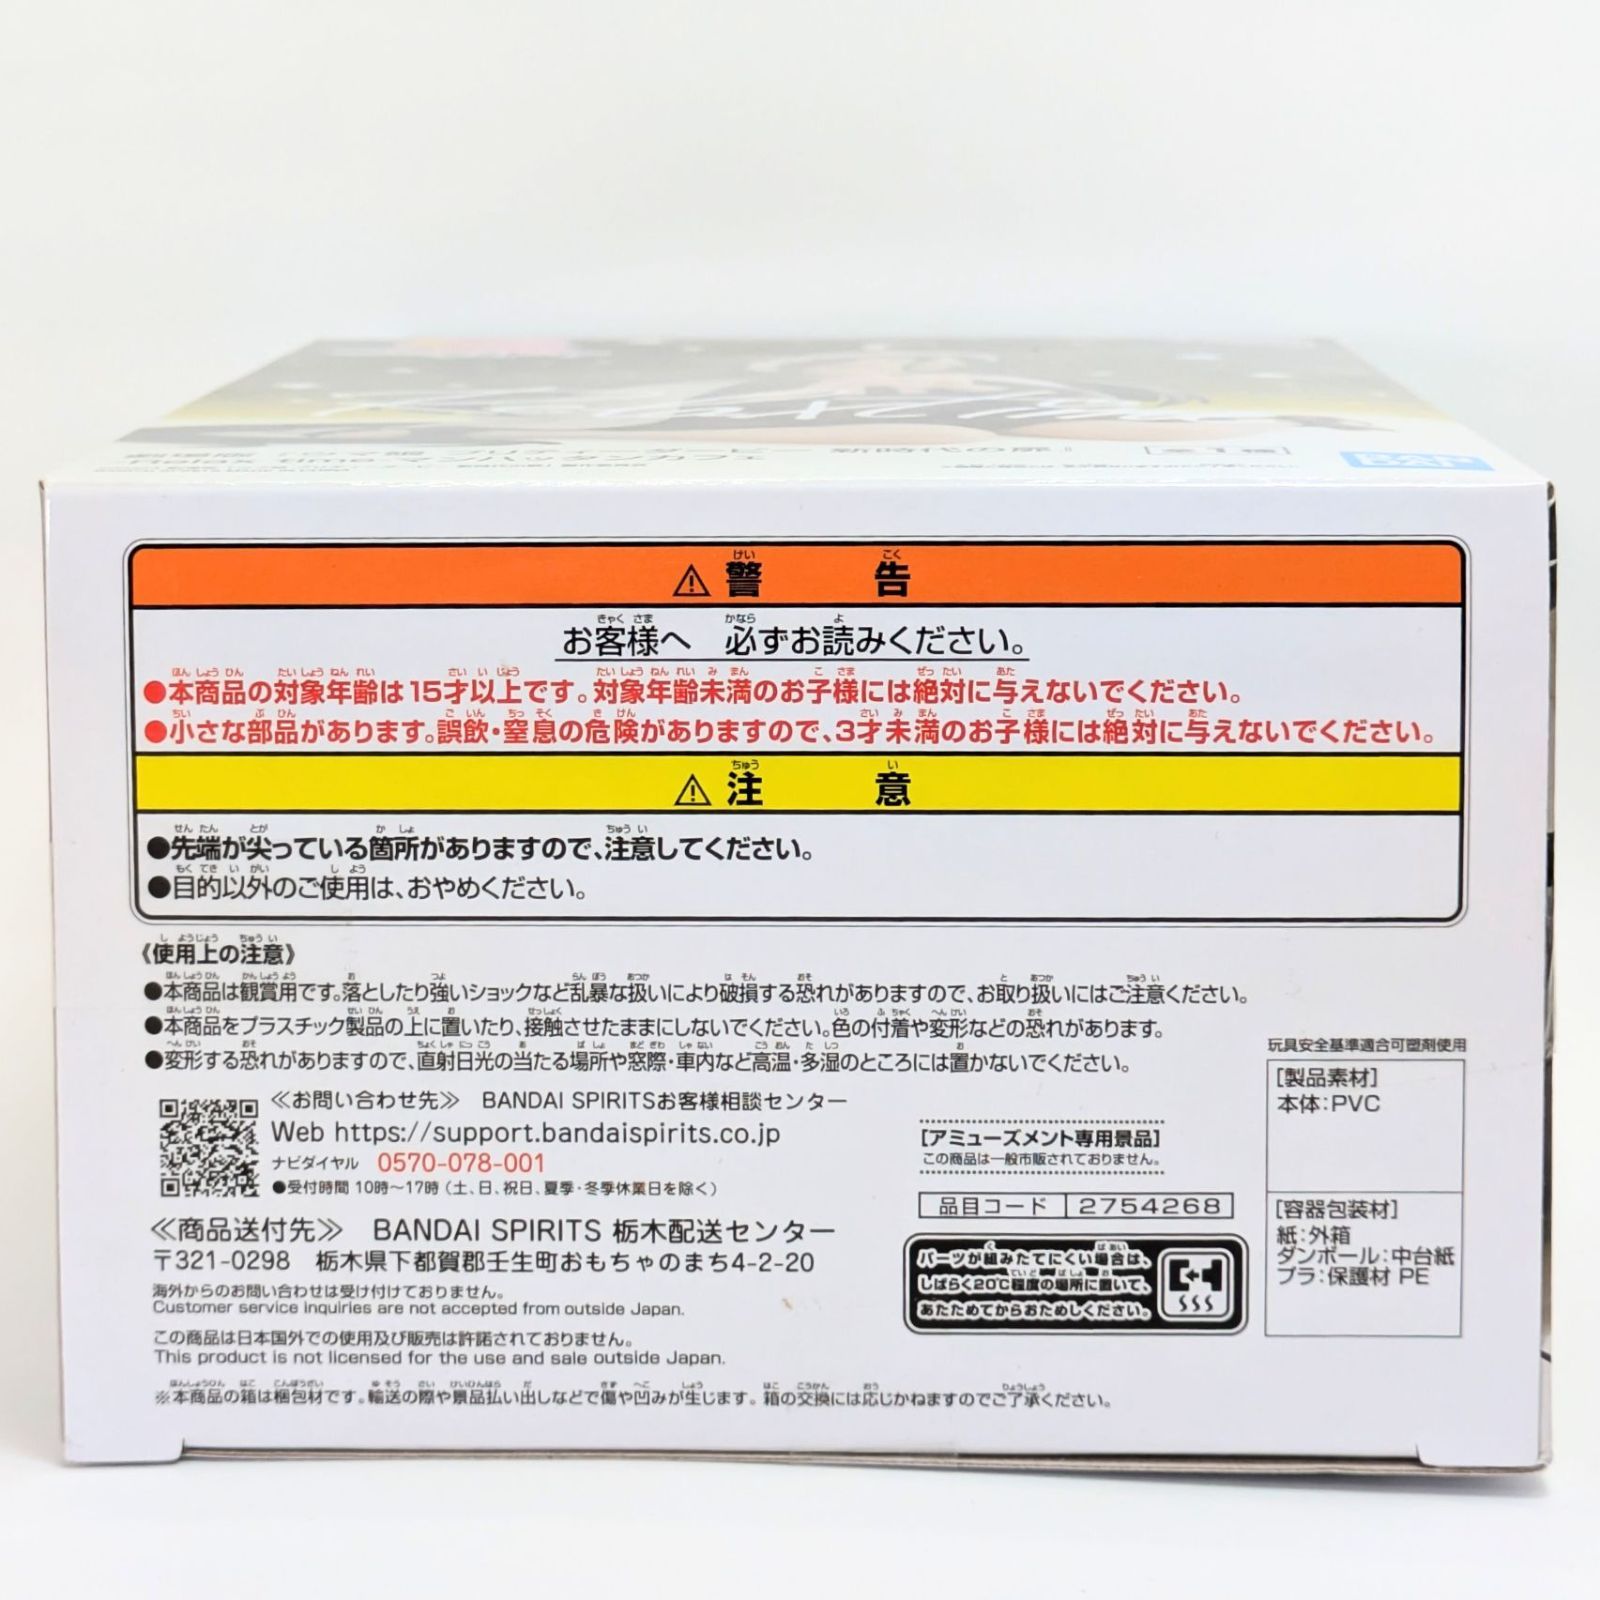 新時代の扉』
全1種
マンハッタンカフェ
⚠警告
お客様へ 必ずお読みください。
●本商品の対象年齢は15才以上です。対象年齢未満のお子様には絶対に与えないでください。
●小さな部品があります。誤飲・窒息の危険がありますので、3才未満のお子様には絶対に与えないでください。
⚠注意
●先端が尖っている箇所がありますので、注意してください。
●目的以外のご使用は、おやめください。
《使用上の注意》
●本商品は観賞用です。落としたり強いショックなど乱暴な扱いにより破損する恐れがありますので、お取り扱いにはご注意ください。
●本商品をプラスチック製品の上に置いたり、接触させたままにしないでください。色の付着や変形などの恐れがあります。
●変形する恐れがありますので、直射日光の当たる場所や窓際・車内など高温・多湿のところには置かないでください。
≪お問い合わせ先≫ BANDAI SPIRITSお客様相談センター
Web https://support.bandaispirits.co.jp
ナビダイヤル 0570-078-001
●受付時間 10時~17時(土、日、祝日、夏季・冬季休業日を除く)
≪商品送付先≫ BANDAI SPIRITS 栃木配送センター
〒321-0298 栃木県下都賀郡壬生町おもちゃのまち4-2-20
海外からのお問い合わせは受け付けておりません。
Customer service inquiries are not accepted from outside Japan.
この商品は日本国外での使用及び販売は許諾されておりません。
This product is not licensed for the use and sale outside Japan.
※本商品の箱は梱包材です。輸送の際や景品払い出しなどで傷や凹みが生じます。箱の交換には応じかねますのでご了承ください。
[アミューズメント専用景品]
この商品は一般市販されておりません。
品目コード 2754268
パーツが組みたてにくい場合は、
しばらく20℃程度の場所に置いて、
あたためてからおためしください。
玩具安全基準適合可塑剤使用
[製品素材]
本体:PVC
[容器包装材]
紙:外箱
ダンボール:中台紙
プラ:保護材 PE